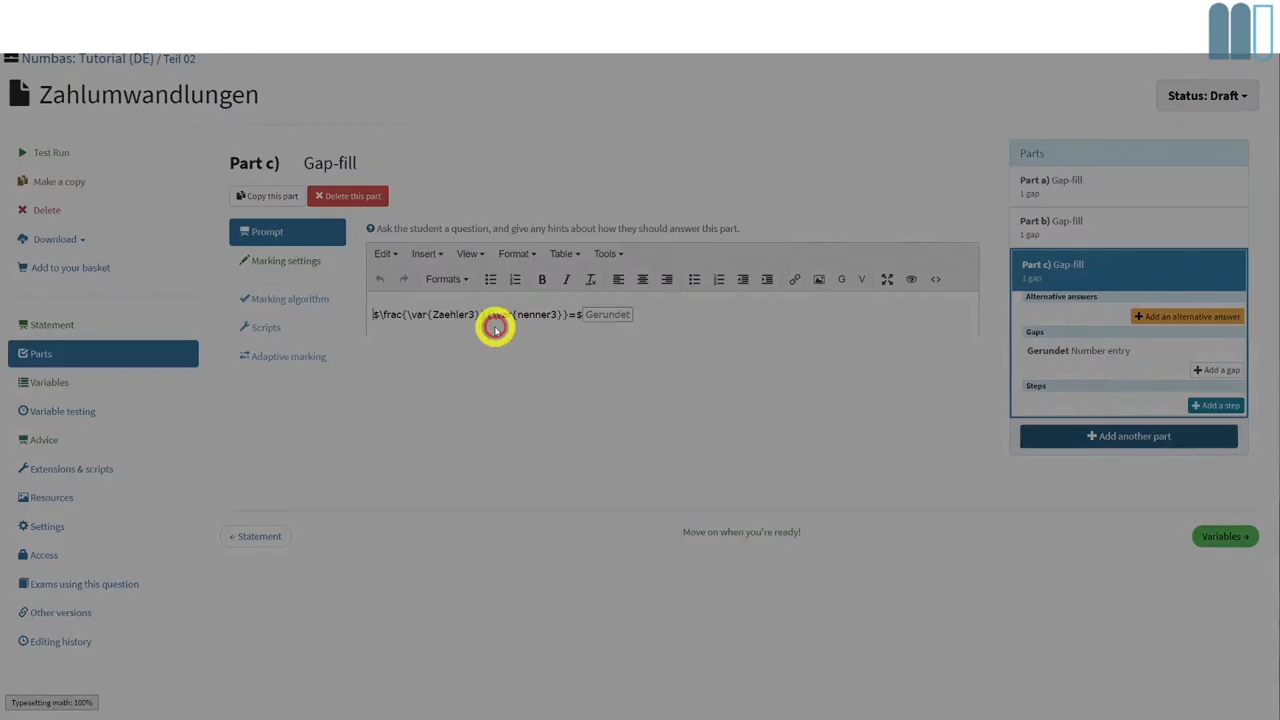 Numbas: Tutorial (DE) / Teil 02
Zahlumwandlungen
Status: Draft
Test Run
Make a copy
Delete
Download
Add to your basket
Statement
Parts
Variables
Variable testing
Advice
Extensions & scripts
Resources
Settings
Access
Exams using this question
Other versions
Editing history
Part c) Gap-fill
Copy this part
Delete this part
Prompt
Marking settings
Marking algorithm
Scripts
Adaptive marking
Ask the student a question, and give any hints about how they should answer this part.
Edit Insert View Format Table Tools
Formats B I G V
$\frac{\var{Zaehler3} {nenner3}}=$ Gerundet
← Statement
Move on when you're ready!
Variables →
Parts
Part a) Gap-fill
1 gap
Part b) Gap-fill
1 gap
Part c) Gap-fill
1 gap
Alternative answers
Add an alternative answer
Gaps
Gerundet Number entry
Add a gap
Steps
Add a step
Add another part
Typesetting math: 100%